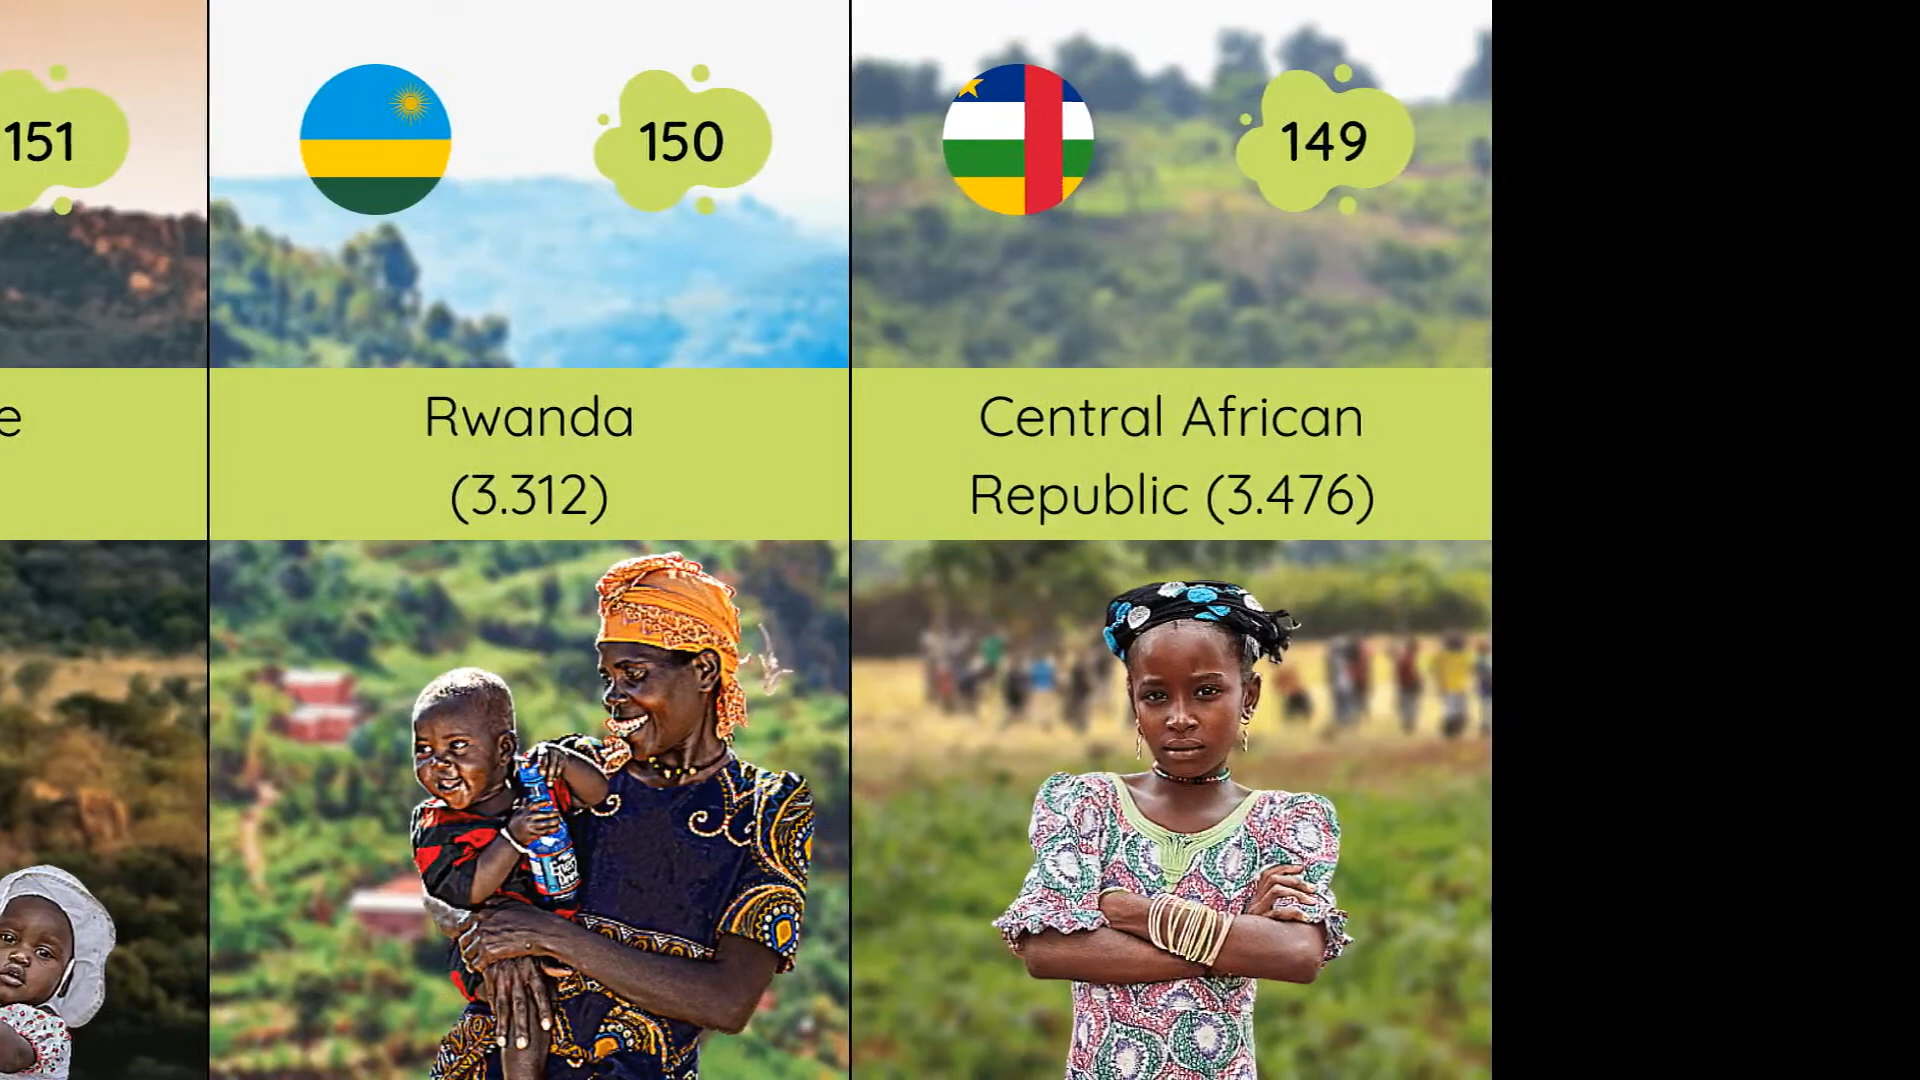 151
150
149
e
Rwanda
(3.312)
Central African
Republic (3.476)